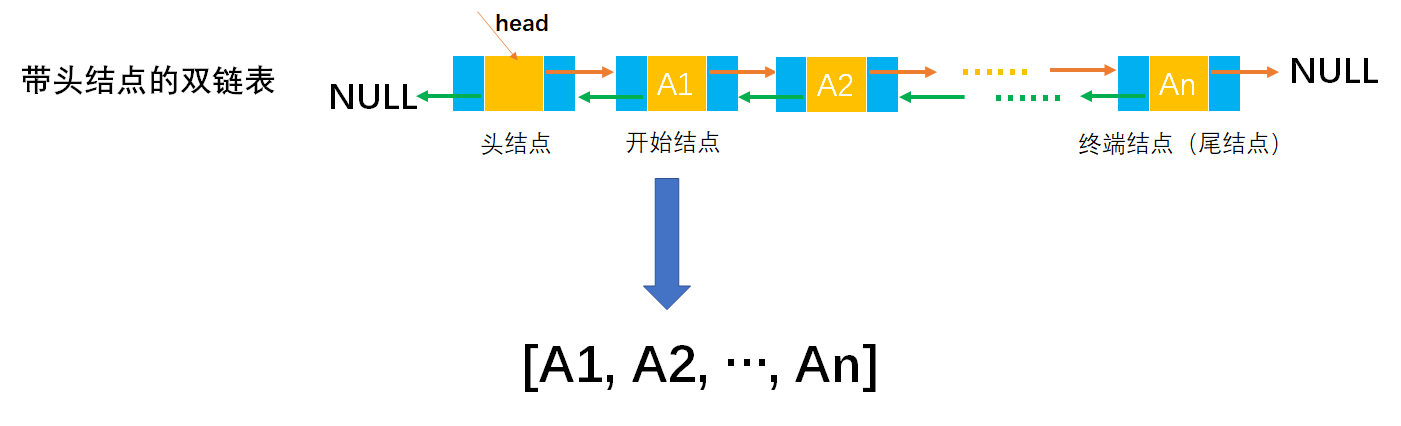 head
带头结点的双链表
NULL
A1
A2
An
NULL
头结点
开始结点
终端结点（尾结点）
[A1, A2, ···, An]